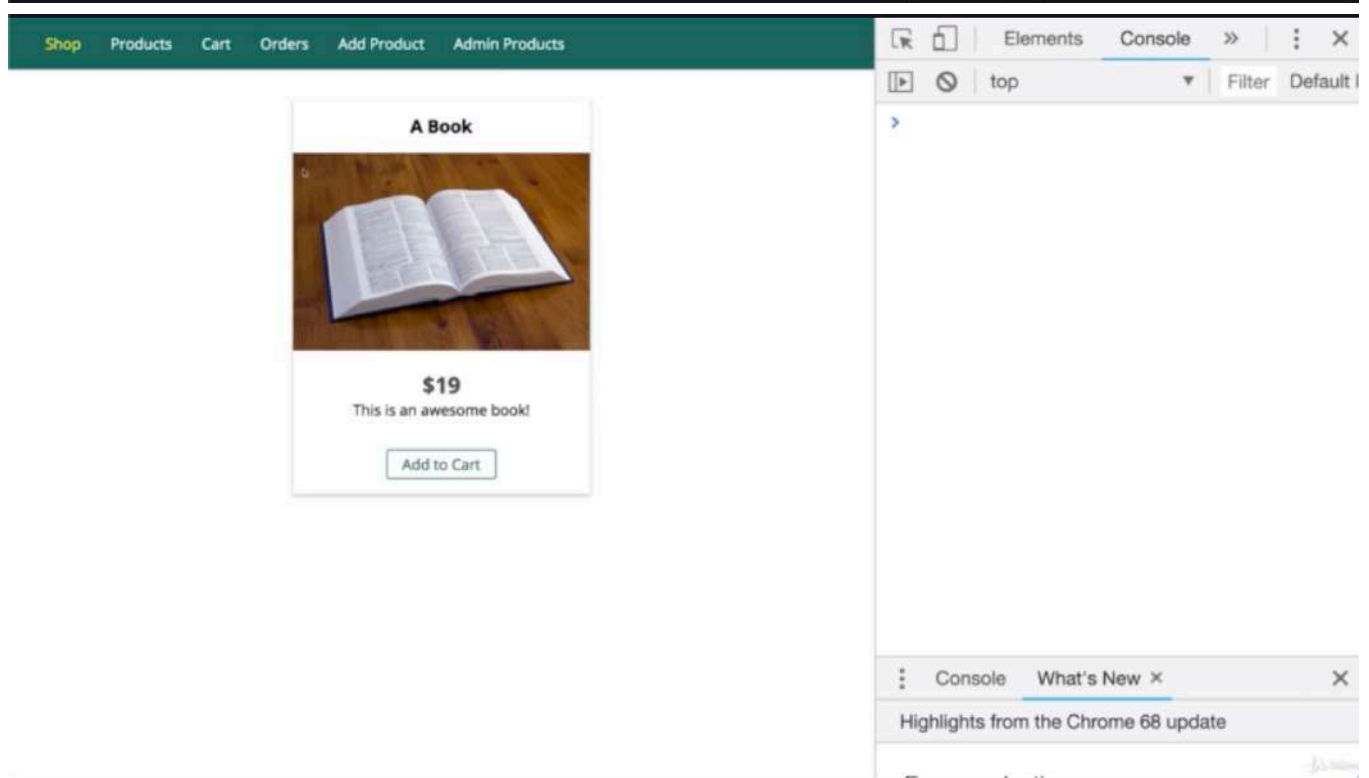 Shop Products Cart Orders Add Product Admin Products
A Book
$19
This is an awesome book!
Add to Cart
Elements Console »
top Filter Default
>
Console What's New ×
Highlights from the Chrome 68 update